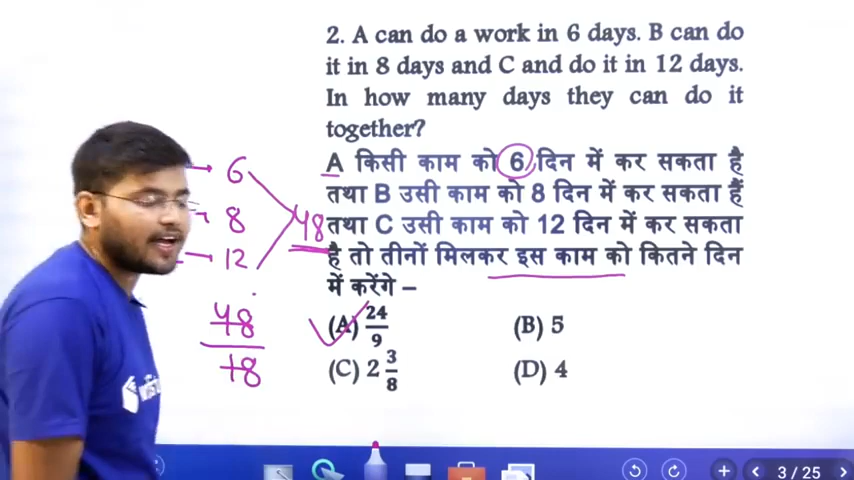 2. A can do a work in 6 days. B can do
it in 8 days and C and do it in 12 days.
In how many days they can do it
together?
A किसी काम को 6 दिन में कर सकता है
तथा B उसी काम को 8 दिन में कर सकता हैं
तथा C उसी काम को 12 दिन में कर सकता
है तो तीनों मिलकर इस काम को कितने दिन
में करेंगे –
(A) 24/9
(B) 5
(C) 2 3/8
(D) 4
6
8
12
48
48
18
3 / 25